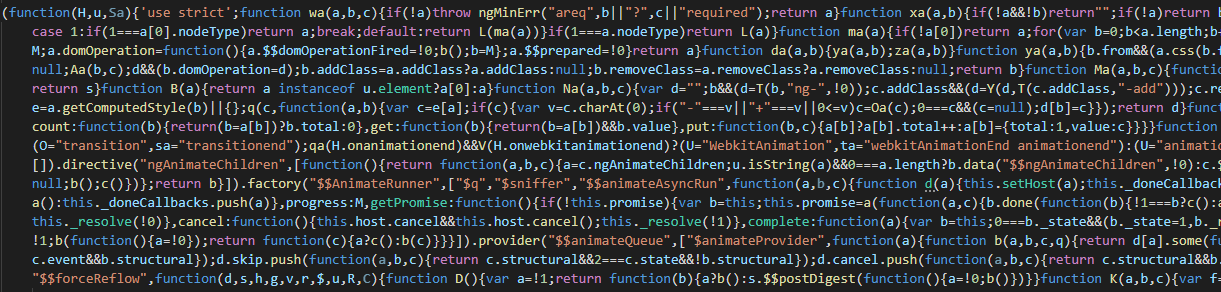 (function(H,u,Sa){'use strict';function wa(a,b,c){if(!a)throw ngMinErr("areq",b||"?",c||"required");return a}function xa(a,b){if(!a&&!b)return"";if(!a)return b
case 1:if(1===a[0].nodeType)return a;break;default:return L(ma(a))}if(1===a.nodeType)return L(a)}function ma(a){if(!a[0])return a;for(var b=0;b<a.length;b+
M;a.domOperation=function(){a.$$domOperationFired=!0;b();b=M};a.$$prepared=!0}return a}function da(a,b){ya(a,b);za(a,b)}function ya(a,b){b.from&&(a.css(b.
null;Aa(b,c);d&&(b.domOperation=d);b.addClass=a.addClass?a.addClass:null;b.removeClass=a.removeClass?a.removeClass:null;return b}function Ma(a,b,c){functi
return s}function B(a){return a instanceof u.element?a[0]:a}function Na(a,b,c){var d="";b&&(d=T(b,"ng-",!0));c.addClass&&(d=Y(d,T(c.addClass,"-add")));c.re
e=a.getComputedStyle(b)||{};q(c,function(a,b){var c=e[a];if(c){var v=c.charAt(0);if("-"===v||"+"===v||0<=v)c=Oa(c);0===c&&(c=null);d[b]=c}});return d}funct
count:function(b){return(b=a[b])?b.total:0},get:function(b){return(b=a[b])&&b.value},put:function(b,c){a[b]?a[b].total++:a[b]={total:1,value:c}}}}function
(O="transition",sa="transitionend");qa(H.onanimationend)&&V(H.onwebkitanimationend)?(U="WebkitAnimation",ta="webkitAnimationEnd animationend"):(U="animatio
[]).directive("ngAnimateChildren",[function(){return function(a,b,c){a=c.ngAnimateChildren;u.isString(a)&&0===a.length?b.data("$$ngAnimateChildren",!0):c.$
null;b();c()})};return b}]).factory("$$AnimateRunner",["$q","$sniffer","$$animateAsyncRun",function(a,b,c){function d(a){this.setHost(a);this._doneCallback
a():this._doneCallbacks.push(a)},progress:M,getPromise:function(){if(!this.promise){var b=this;this.promise=a(function(a,c){b.done(function(b){!1===b?c():a
this._resolve(!0)},cancel:function(){this.host.cancel&&this.host.cancel();this._resolve(!1)},complete:function(a){var b=this;0===b._state&&(b._state=1,b._r
!1;b(function(){a=!0});return function(c){a?c():b(c)}}}]).provider("$$animateQueue",["$animateProvider",function(a){function b(a,b,c,q){return d[a].some(fu
c.event&&b.structural});d.skip.push(function(a,b,c){return c.structural&&2===c.state&&!b.structural});d.cancel.push(function(a,b,c){return c.structural&&b.
"$$forceReflow",function(d,s,h,g,v,r,$,u,R,C){function D(){var a=!1;return function(b){a?b():s.$$postDigest(function(){a=!0;b()})}}function K(a,b,c){var f=